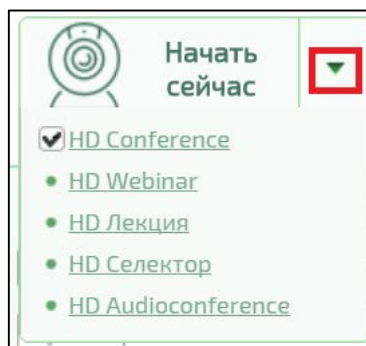 Начать
сейчас
HD Conference
HD Webinar
HD Лекция
HD Селектор
HD Audioconference